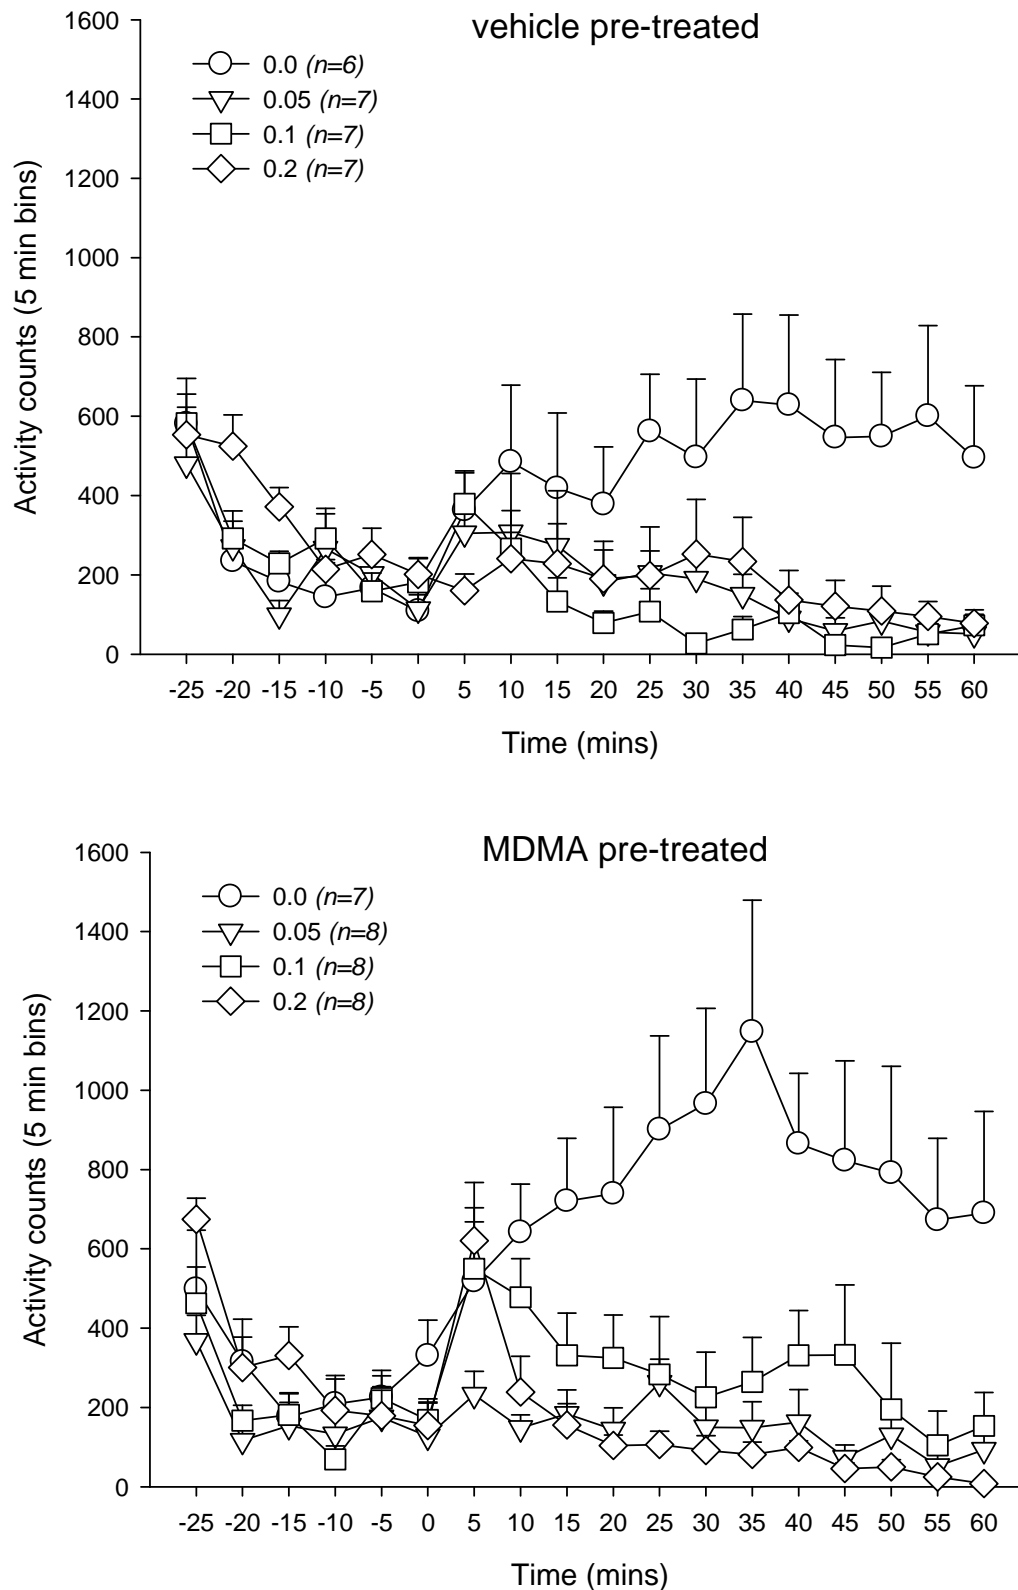 vehicle pre-treated
1600
1400
1200
1000
800
600
400
200
0
Activity counts (5 min bins)
0.0 (n=6)
0.05 (n=7)
0.1 (n=7)
0.2 (n=7)
-25 -20 -15 -10 -5 0 5 10 15 20 25 30 35 40 45 50 55 60
Time (mins)
MDMA pre-treated
1600
1400
1200
1000
800
600
400
200
0
Activity counts (5 min bins)
0.0 (n=7)
0.05 (n=8)
0.1 (n=8)
0.2 (n=8)
-25 -20 -15 -10 -5 0 5 10 15 20 25 30 35 40 45 50 55 60
Time (mins)